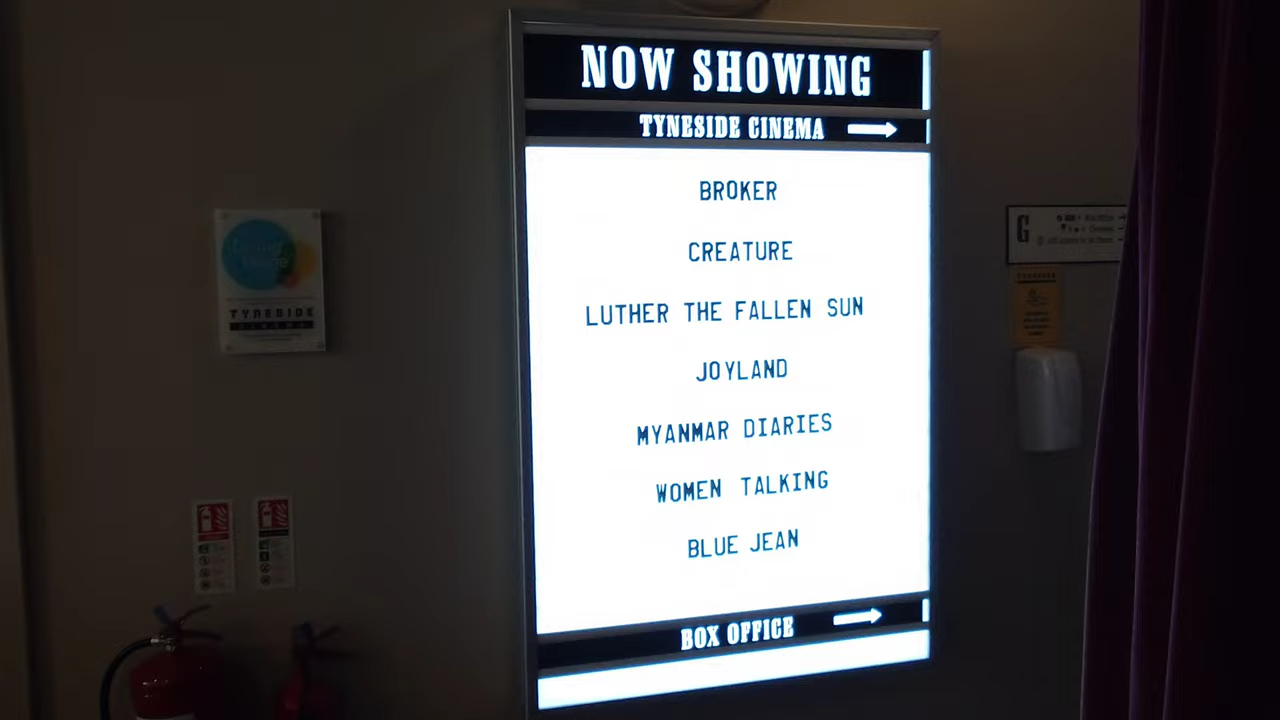 NOW SHOWING
TYNESIDE CINEMA
BROKER
CREATURE
LUTHER THE FALLEN SUN
JOYLAND
MYANMAR DIARIES
WOMEN TALKING
BLUE JEAN
BOX OFFICE
TYNESIDE
CINEMA
G